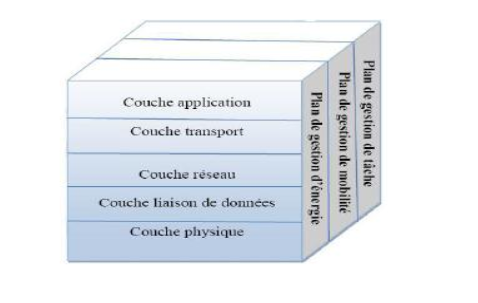 Couche application
Couche transport
Couche réseau
Couche liaison de données
Couche physique
Plan de gestion d'énergie
Plan de gestion de mobilité
Plan de gestion de tâche